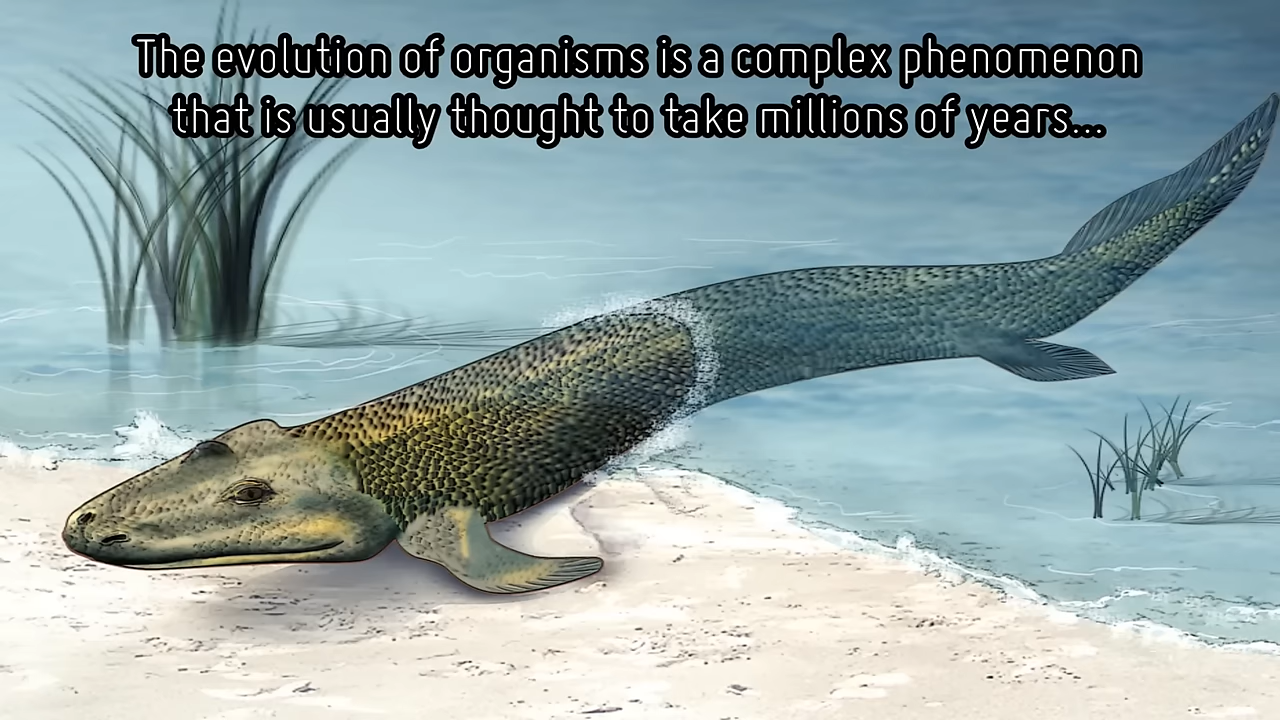 The evolution of organisms is a complex phenomenon
that is usually thought to take millions of years...